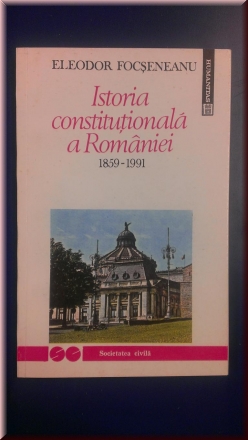 ELEODOR FOCȘENEANU
HUMANITAS
Istoria
constituțională
a României
1859-1991
Societatea civilă